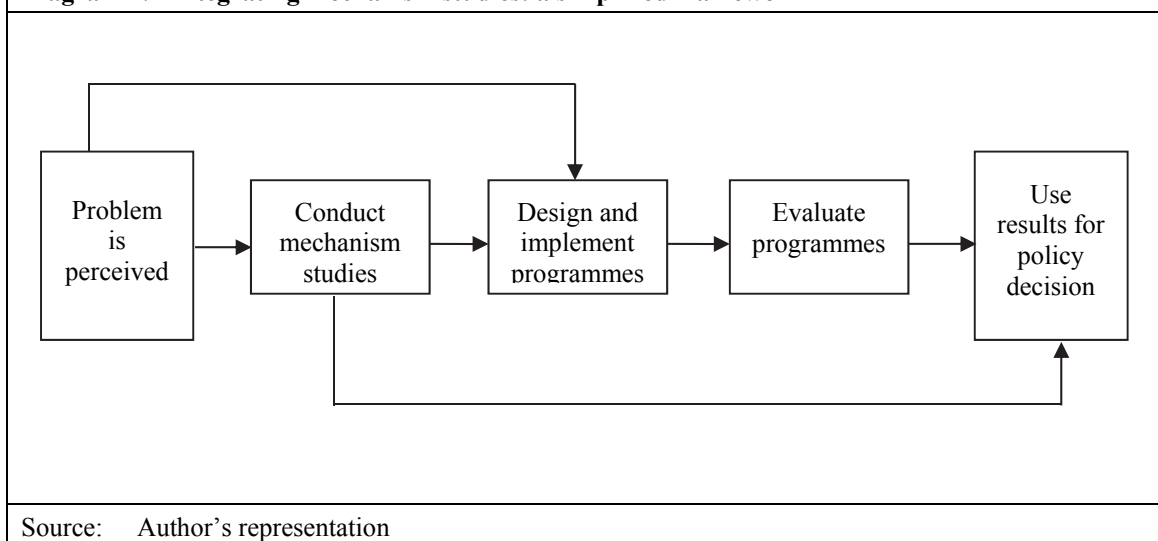 Problem
is
perceived
Conduct
mechanism
studies
Design and
implement
programmes
Evaluate
programmes
Use
results for
policy
decision
Source: Author's representation